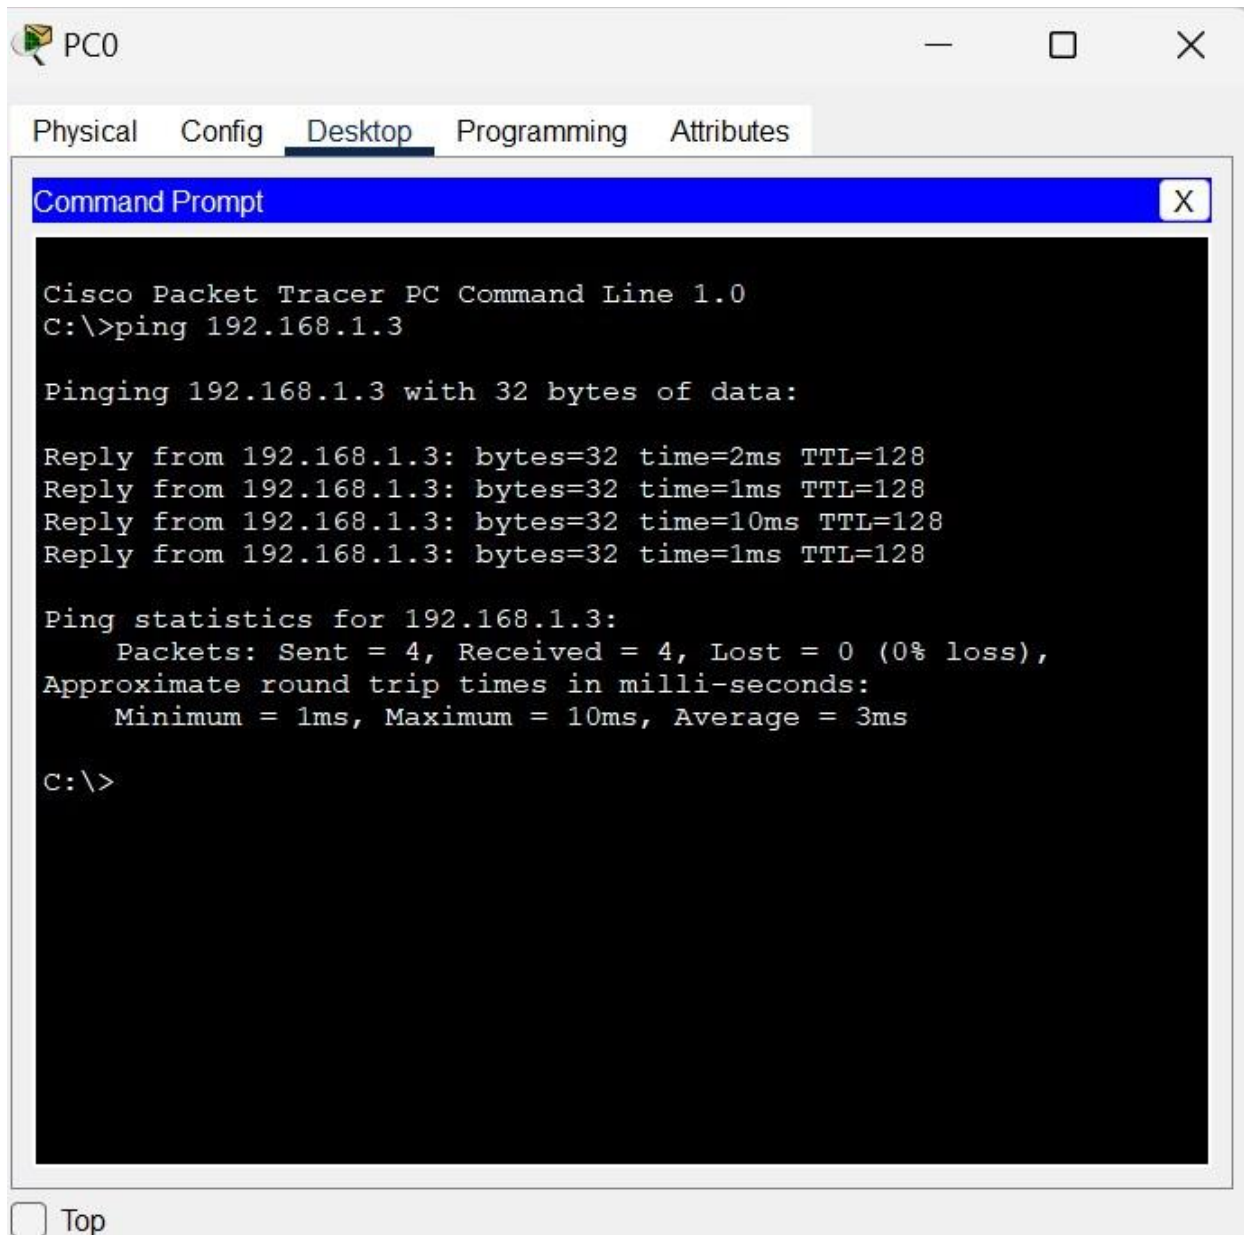 PC0
Physical Config Desktop Programming Attributes
Command Prompt X
Cisco Packet Tracer PC Command Line 1.0
C:\>ping 192.168.1.3
Pinging 192.168.1.3 with 32 bytes of data:
Reply from 192.168.1.3: bytes=32 time=2ms TTL=128
Reply from 192.168.1.3: bytes=32 time=1ms TTL=128
Reply from 192.168.1.3: bytes=32 time=10ms TTL=128
Reply from 192.168.1.3: bytes=32 time=1ms TTL=128
Ping statistics for 192.168.1.3:
Packets: Sent = 4, Received = 4, Lost = 0 (0% loss),
Approximate round trip times in milli-seconds:
Minimum = 1ms, Maximum = 10ms, Average = 3ms
C:\>
Top